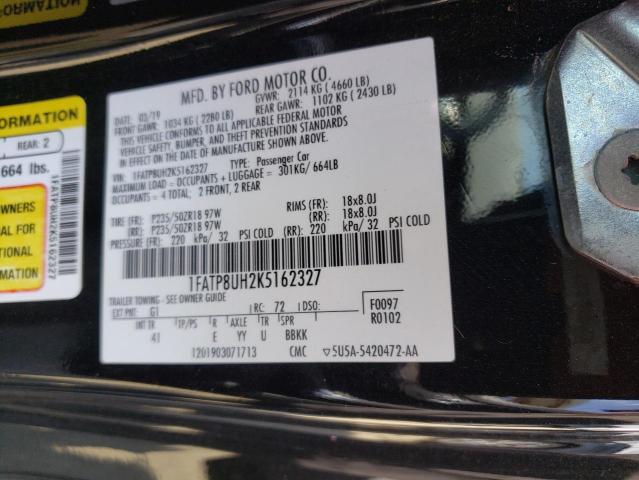 ORMATION
REAR: 2
664 lbs.
WNERS
AL FOR
TIONAL
RMATION
1FATP8UH2K5162327
MFD. BY FORD MOTOR CO.
DATE: 03/19 GVWR: 2114 KG ( 4660 LB)
FRONT GAWR: 1034 KG ( 2280 LB) REAR GAWR: 1102 KG ( 2430 LB)
THIS VEHICLE CONFORMS TO ALL APPLICABLE FEDERAL MOTOR
VEHICLE SAFETY, BUMPER, AND THEFT PREVENTION STANDARDS
IN EFFECT ON THE DATE OF MANUFACTURE SHOWN ABOVE.
VIN: 1FATP8UH2K5162327 TYPE: Passenger Car
MAXIMUM LOAD = OCCUPANTS + LUGGAGE = 301KG/ 664LB
OCCUPANTS = 4 TOTAL; 2 FRONT, 2 REAR
TIRE (FR): P235/50ZR18 97W RIMS (FR): 18x8.0J
(RR): P235/50ZR18 97W (RR): 18x8.0J
PRESSURE (FR): 220 kPa/ 32 PSI COLD (RR): 220 kPa/ 32 PSI COLD
1FATP8UH2K5162327
TRAILER TOWING - SEE OWNER GUIDE
EXT PNT: G1 RC: 72 DSO: F0097
INT TR TP/PS R AXLE TR SPR R0102
41 E YY U BBKK
1201903071713 CMC 5U5A-5420472-AA